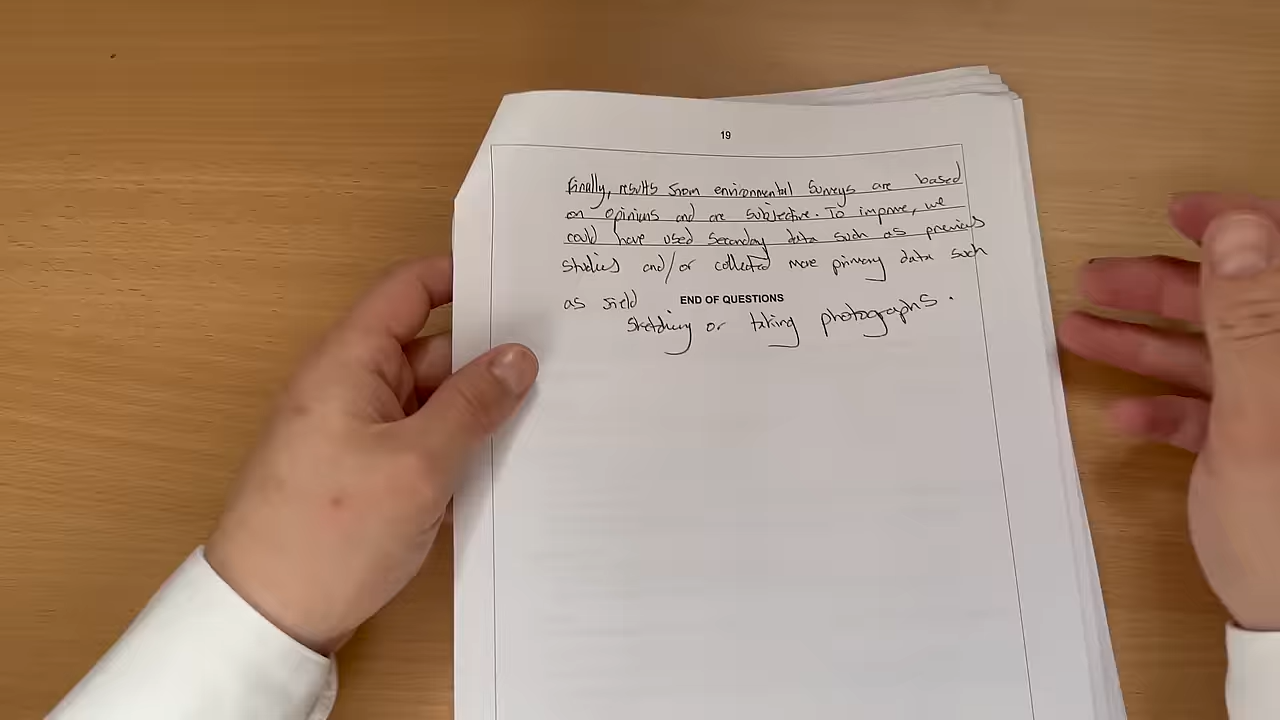 19
Finally, results from environmental surveys are based
on opinions and are subjective. To improve, we
could have used secondary data such as previous
studies and/or collected more primary data such
as field
END OF QUESTIONS
sketching or taking photographs.